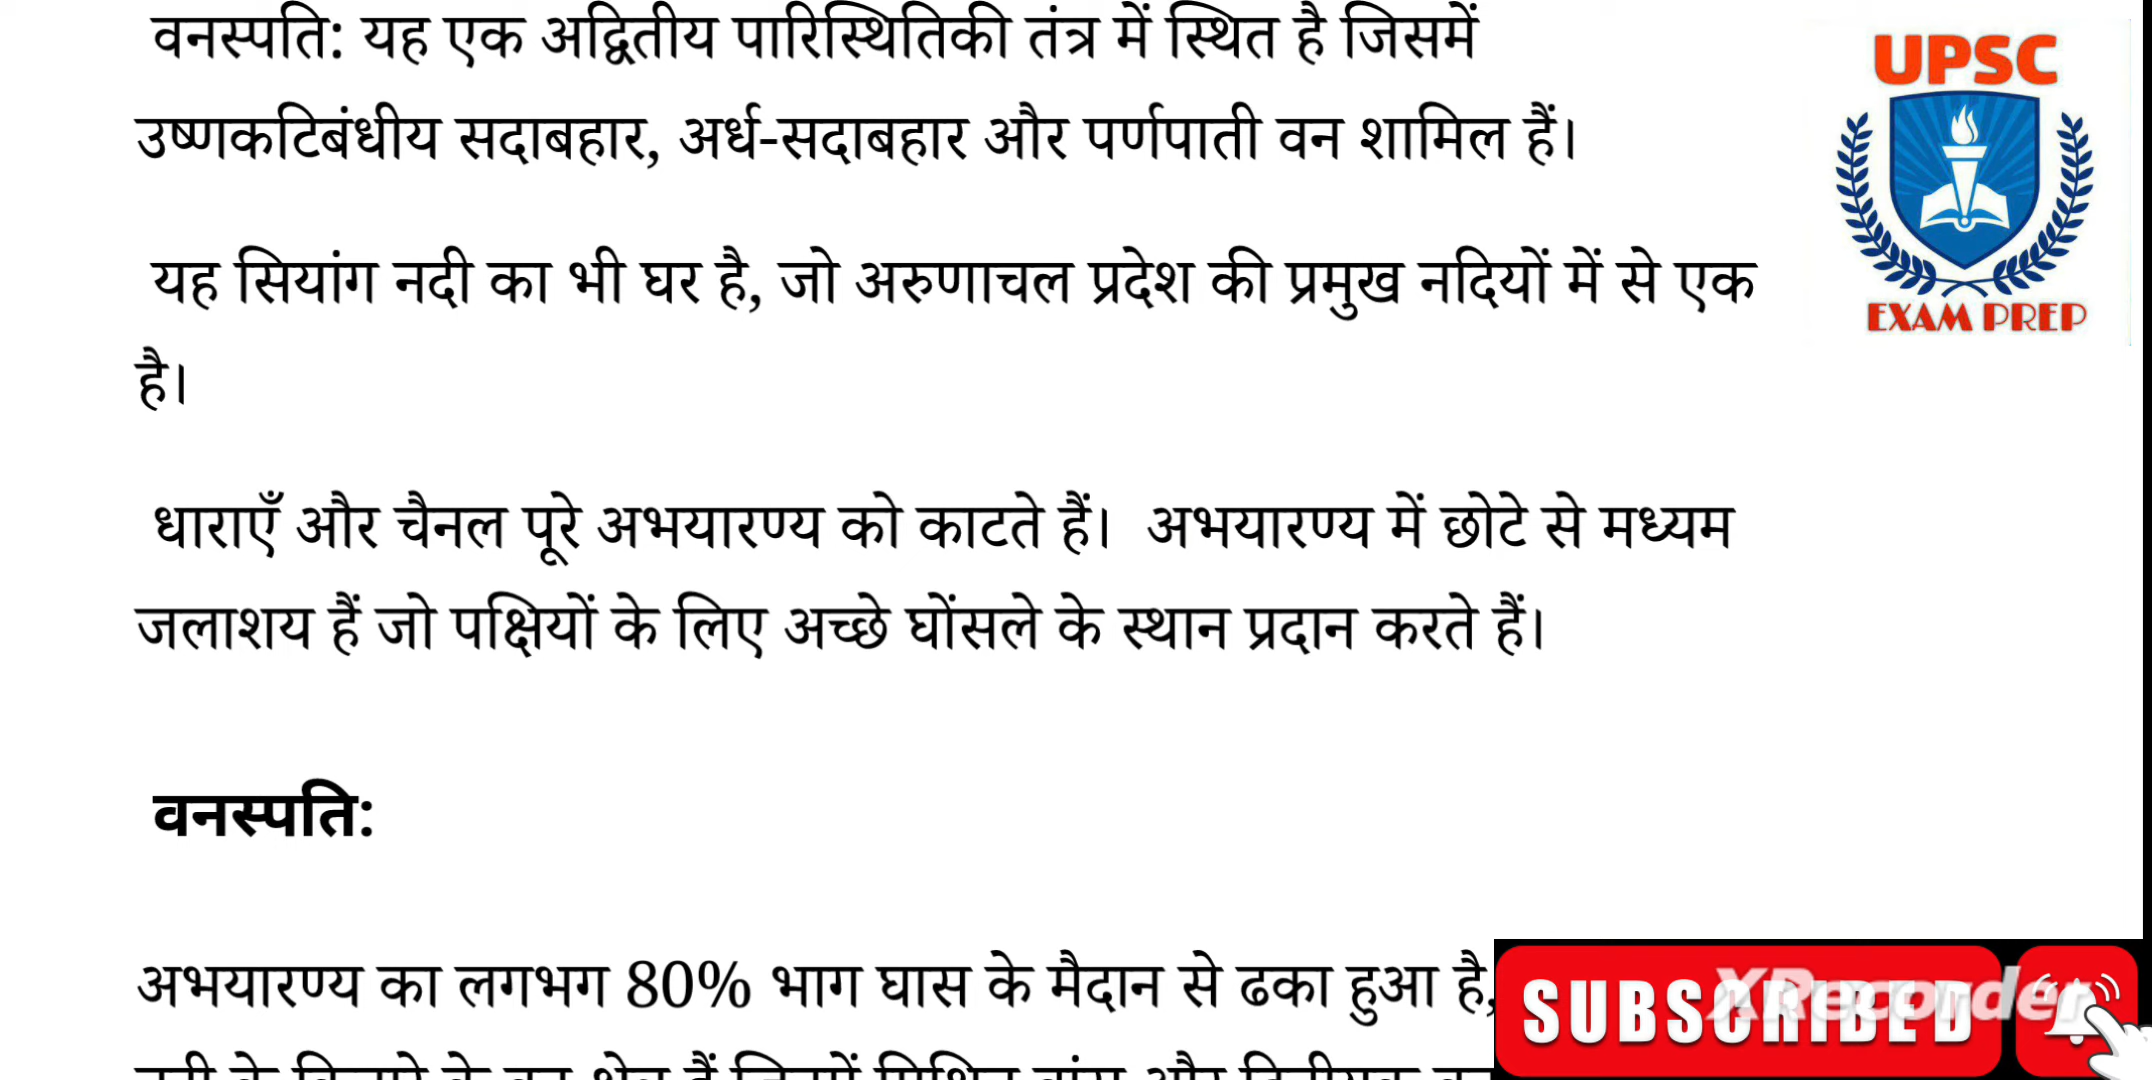 वनस्पति: यह एक अद्वितीय पारिस्थितिकी तंत्र में स्थित है जिसमें
उष्णकटिबंधीय सदाबहार, अर्ध-सदाबहार और पर्णपाती वन शामिल हैं।
यह सियांग नदी का भी घर है, जो अरुणाचल प्रदेश की प्रमुख नदियों में से एक
है।
धाराएँ और चैनल पूरे अभयारण्य को काटते हैं। अभयारण्य में छोटे से मध्यम
जलाशय हैं जो पक्षियों के लिए अच्छे घोंसले के स्थान प्रदान करते हैं।
वनस्पति:
अभयारण्य का लगभग 80% भाग घास के मैदान से ढका हुआ है,
UPSC
EXAM PREP
SUBSCRIBED
XRecorder